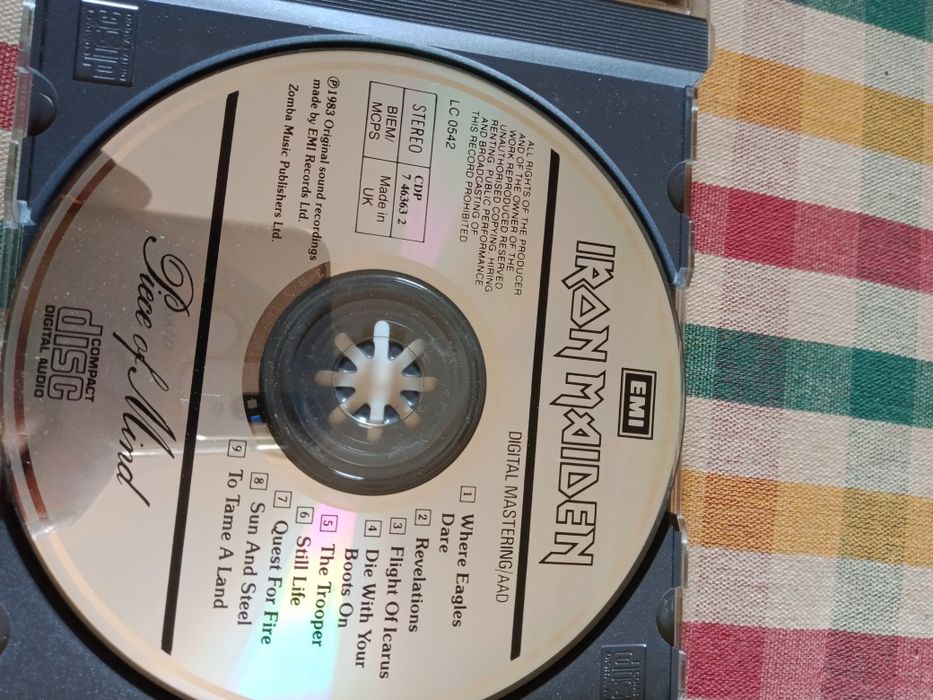 IRON MAIDEN
EMI
DIGITAL MASTERING/AAD
ALL RIGHTS OF THE PRODUCER
AND OF THE OWNER OF THE
WORK REPRODUCED RESERVED
UNAUTHORISED COPYING, HIRING
RENTING, PUBLIC PERFORMANCE
AND BROADCASTING OF
THIS RECORD PROHIBITED
LC 0542
STEREO
CDP
7 46363 2
BIEM/
MCPS
Made in
UK
℗1983 Original sound recordings
made by EMI Records Ltd.
Zomba Music Publishers Ltd.
1 Where Eagles
Dare
2 Revelations
3 Flight Of Icarus
4 Die With Your
Boots On
5 The Trooper
6 Still Life
7 Quest For Fire
8 Sun And Steel
9 To Tame A Land
Piece of Mind
COMPACT
disc
DIGITAL AUDIO